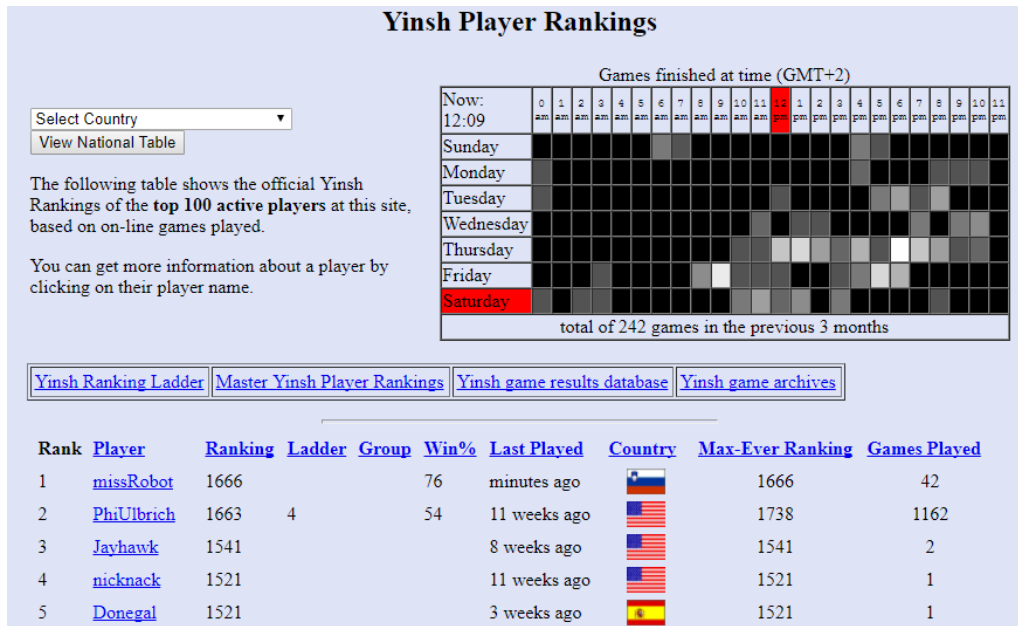 Yinsh Player Rankings
Select Country
View National Table
The following table shows the official Yinsh
Rankings of the top 100 active players at this site,
based on on-line games played.
You can get more information about a player by
clicking on their player name.
Games finished at time (GMT+2)
Now: 0 1 2 3 4 5 6 7 8 9 10 11 12 1 2 3 4 5 6 7 8 9 10 11
12:09 am am am am am am am am am am am am pm pm pm pm pm pm pm pm pm pm pm pm
Sunday
Monday
Tuesday
Wednesday
Thursday
Friday
Saturday
total of 242 games in the previous 3 months
Yinsh Ranking Ladder Master Yinsh Player Rankings Yinsh game results database Yinsh game archives
Rank Player Ranking Ladder Group Win% Last Played Country Max-Ever Ranking Games Played
1 missRobot 1666 76 minutes ago 1666 42
2 PhiUlbrich 1663 4 54 11 weeks ago 1738 1162
3 Jayhawk 1541 8 weeks ago 1541 2
4 nicknack 1521 11 weeks ago 1521 1
5 Donegal 1521 3 weeks ago 1521 1